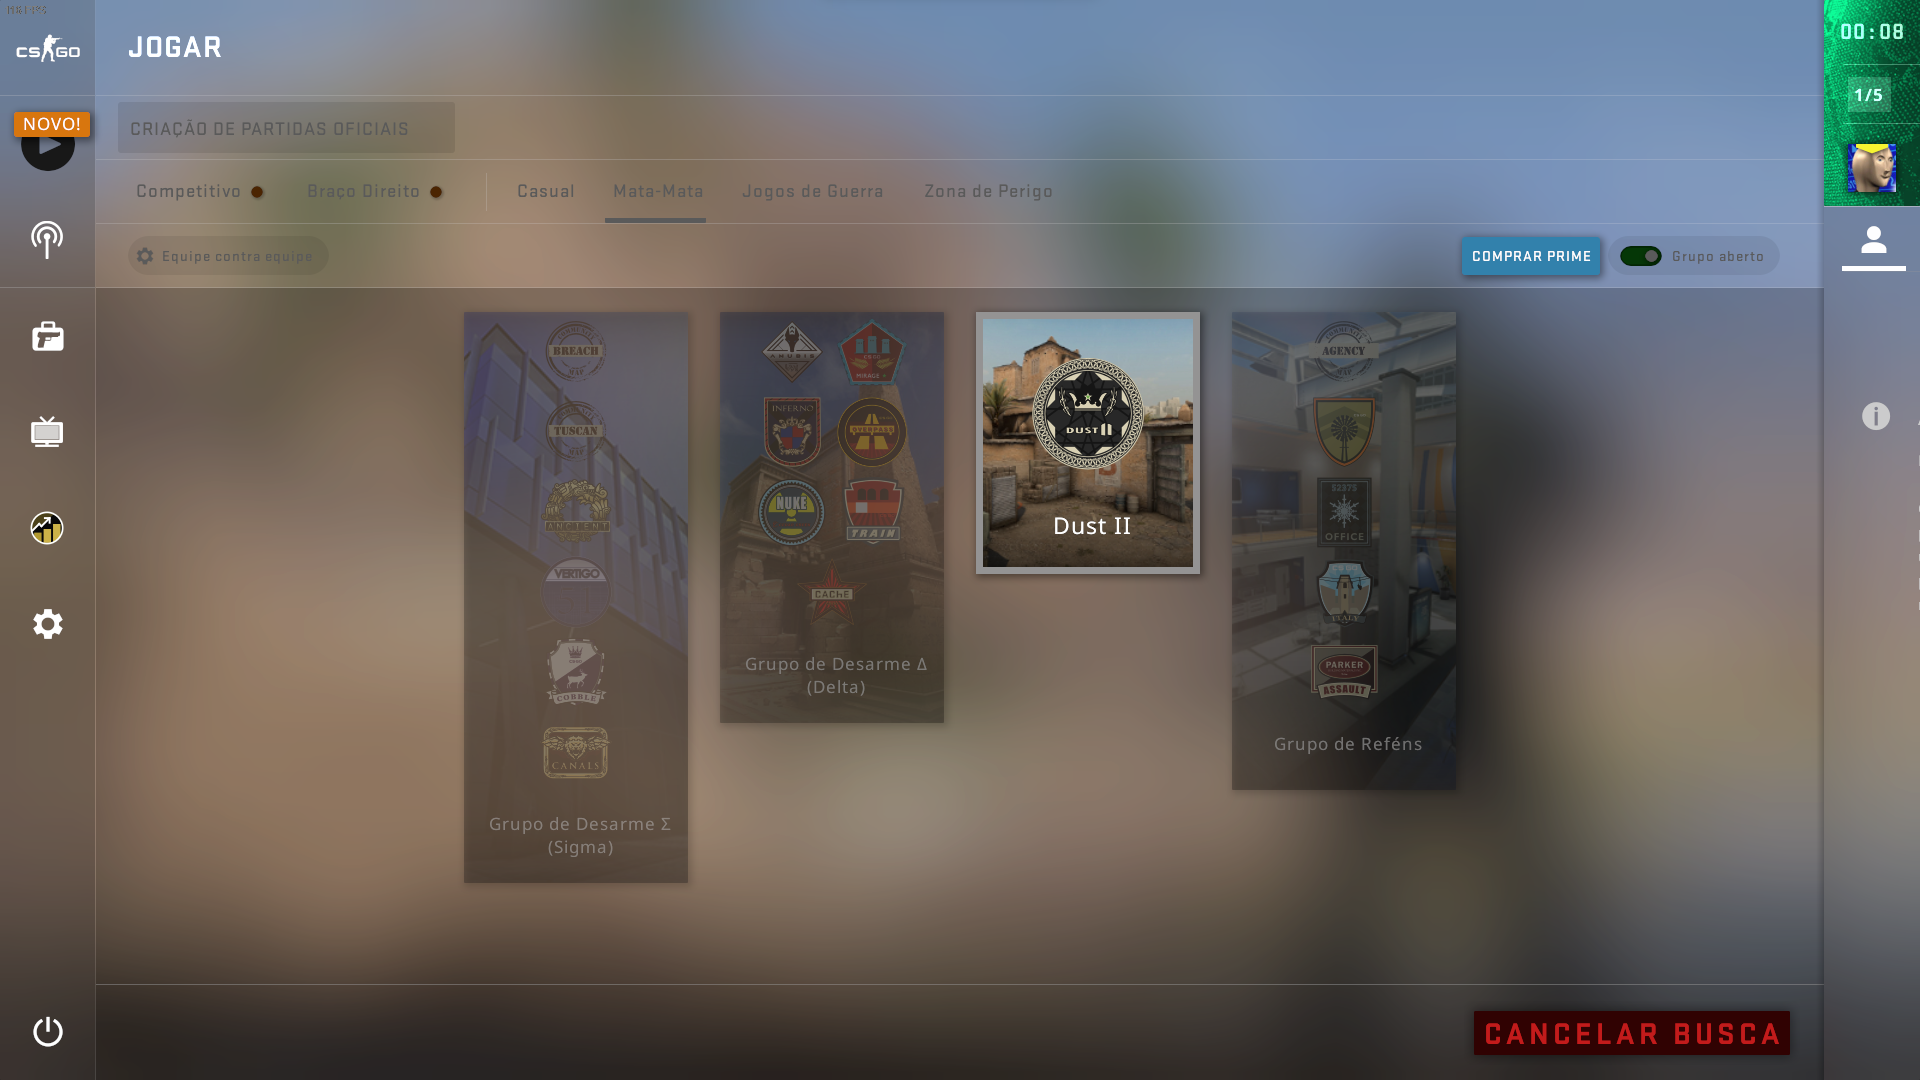 CS GO
JOGAR
00:08
1/5
NOVO!
CRIAÇÃO DE PARTIDAS OFICIAIS
Competitivo
Braço Direito
Casual
Mata-Mata
Jogos de Guerra
Zona de Perigo
Equipe contra equipe
COMPRAR PRIME
Grupo aberto
BREACH
TUSCAN
ANCIENT
VERTIGO
COBBLE
CANALS
Grupo de Desarme Σ
(Sigma)
ANUBIS
MIRAGE
INFERNO
OVERPASS
NUKE
TRAIN
CACHE
Grupo de Desarme Δ
(Delta)
DUST II
Dust II
AGENCY
OFFICE
ITALY
PARKER
ASSAULT
Grupo de Reféns
CANCELAR BUSCA